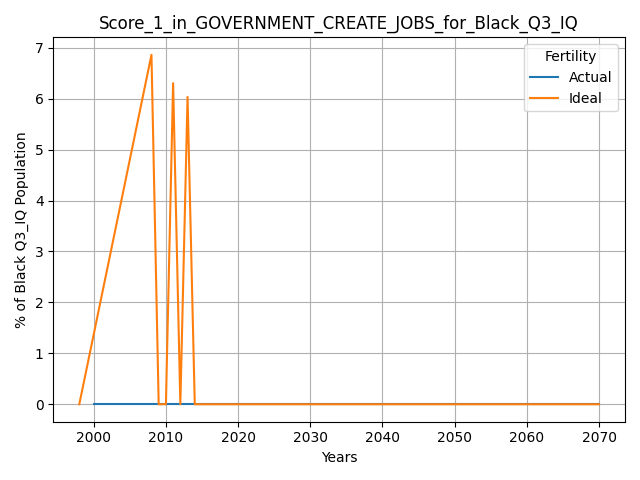 Score_1_in_GOVERNMENT_CREATE_JOBS_for_Black_Q3_IQ
Fertility
Actual
Ideal
% of Black Q3_IQ Population
7
6
5
4
3
2
1
0
2000 2010 2020 2030 2040 2050 2060 2070
Years